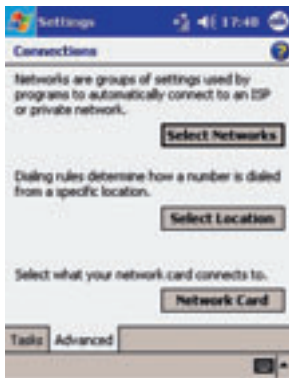 Settings 17:48 ok
Connections ?
Networks are groups of settings used by
programs to automatically connect to an ISP
or private network.
Select Networks
Dialing rules determine how a number is dialed
from a specific location.
Select Location
Select what your network card connects to.
Network Card
Tasks Advanced